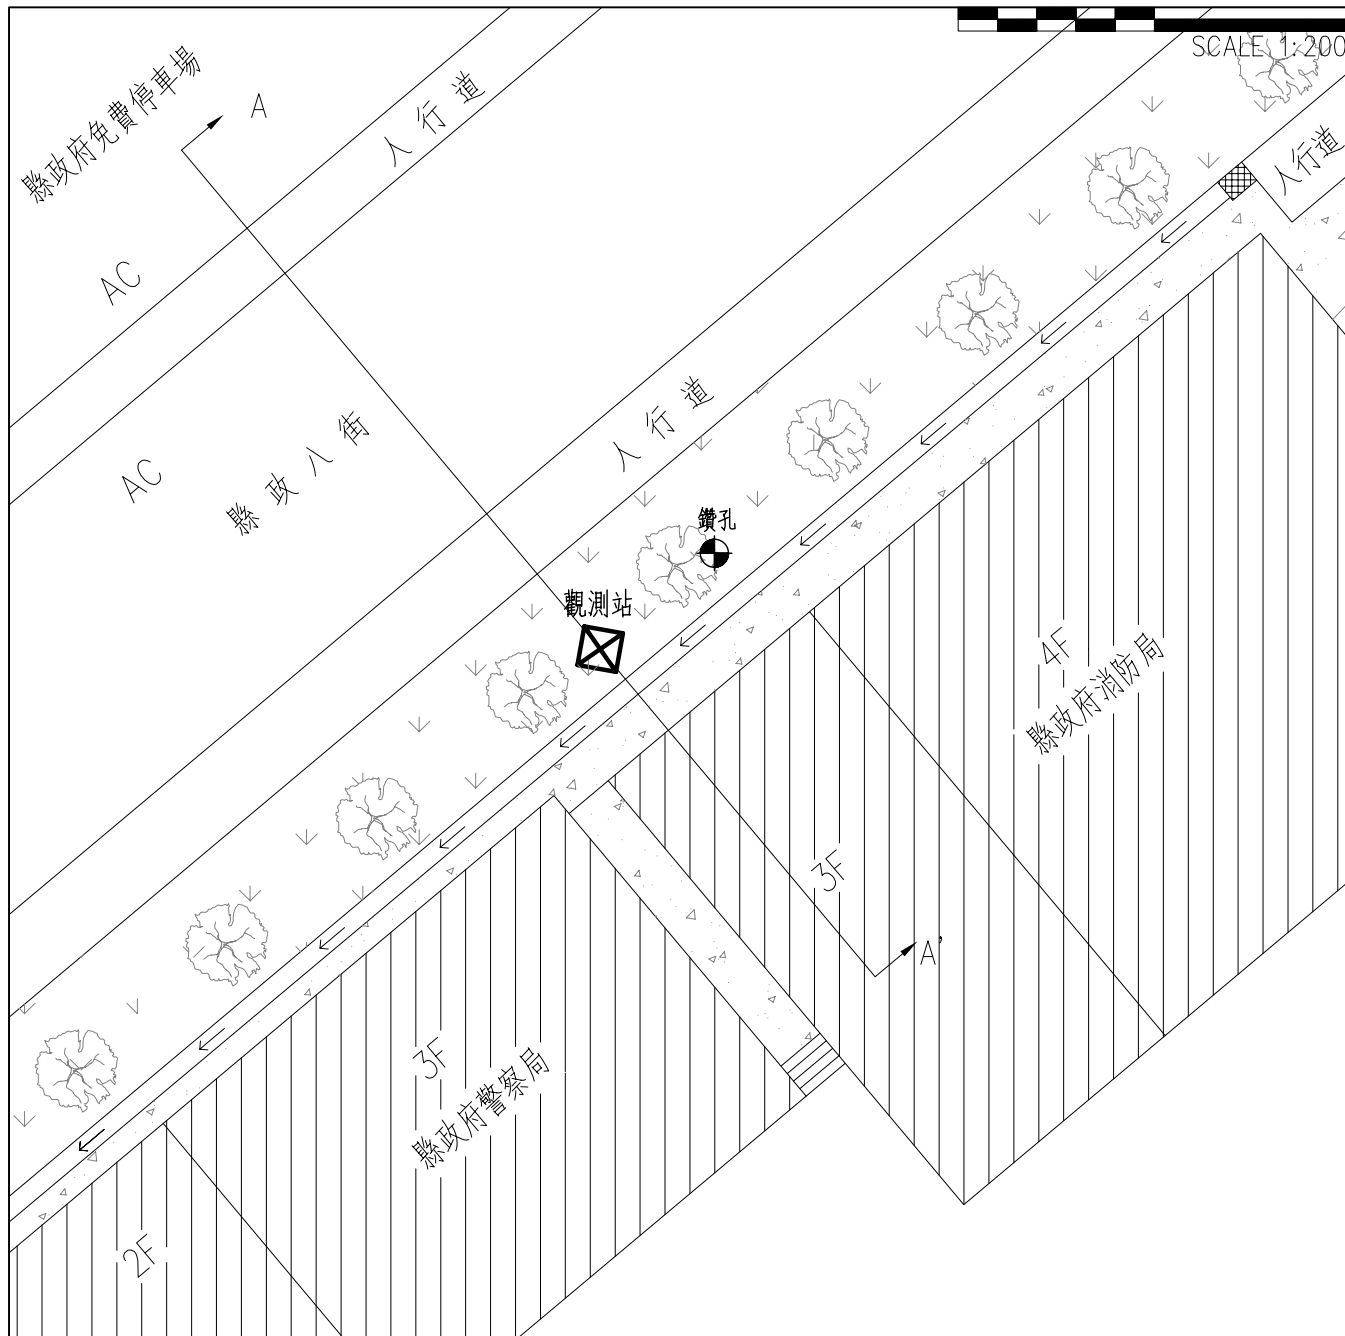 SCALE 1:200
A
縣政府免費停車場
人行道
人行道
AC
人行道
縣政八街
AC
鑽孔
觀測站
4F
縣政府消防局
3F
A'
3F
縣政府警察局
2F